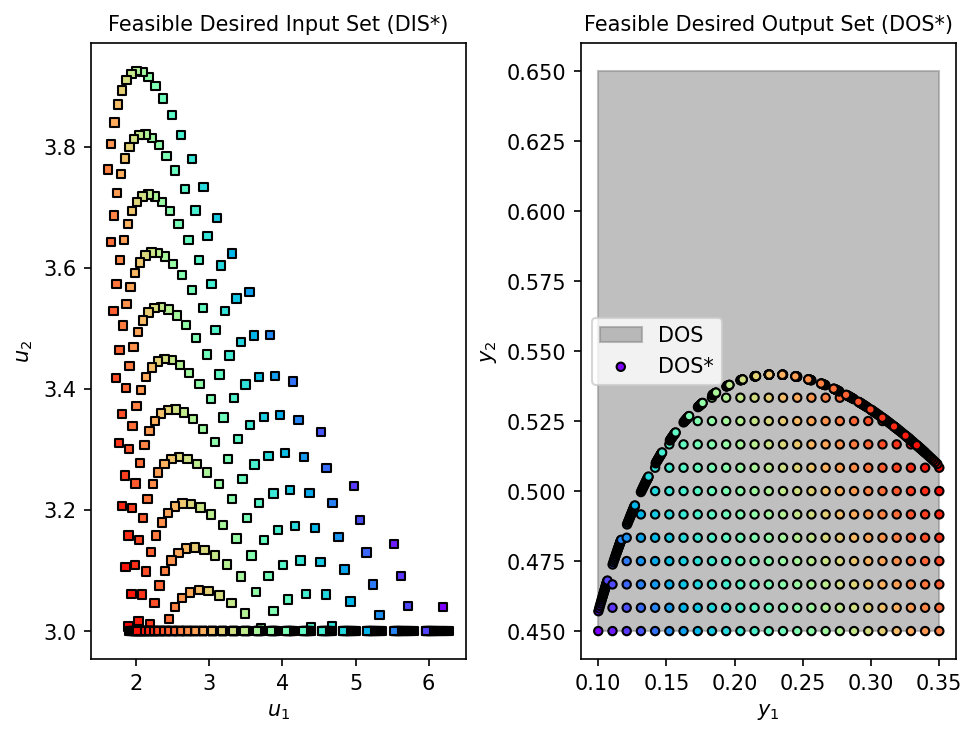 Feasible Desired Input Set (DIS*)
u₂
3.8
3.6
3.4
3.2
3.0
2 3 4 5 6
u₁
Feasible Desired Output Set (DOS*)
y₂
0.650
0.625
0.600
0.575
0.550
0.525
0.500
0.475
0.450
DOS
DOS*
0.10 0.15 0.20 0.25 0.30 0.35
y₁